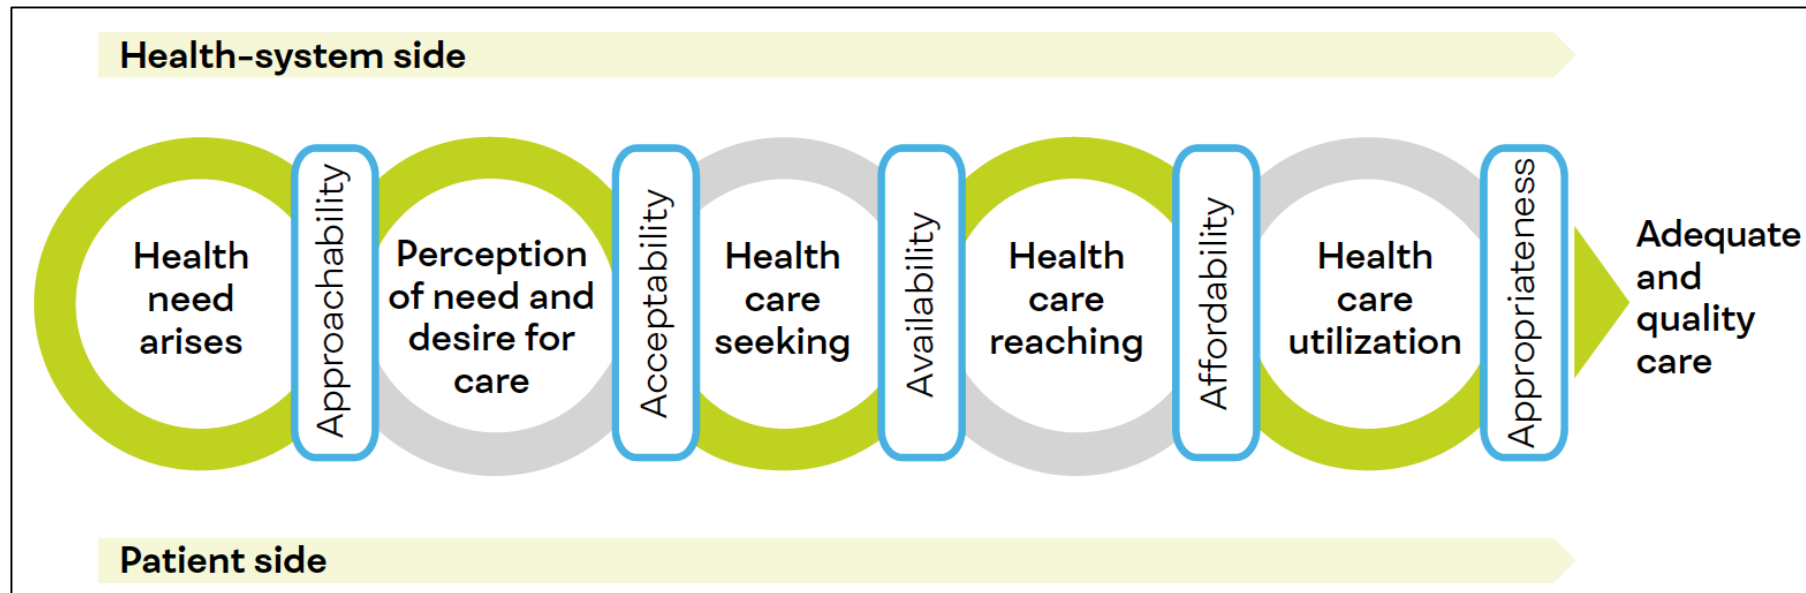 Health-system side
Health
need
arises
Approachability
Perception
of need and
desire for
care
Acceptability
Health
care
seeking
Availability
Health
care
reaching
Affordability
Health
care
utilization
Appropriateness
Adequate
and
quality
care
Patient side